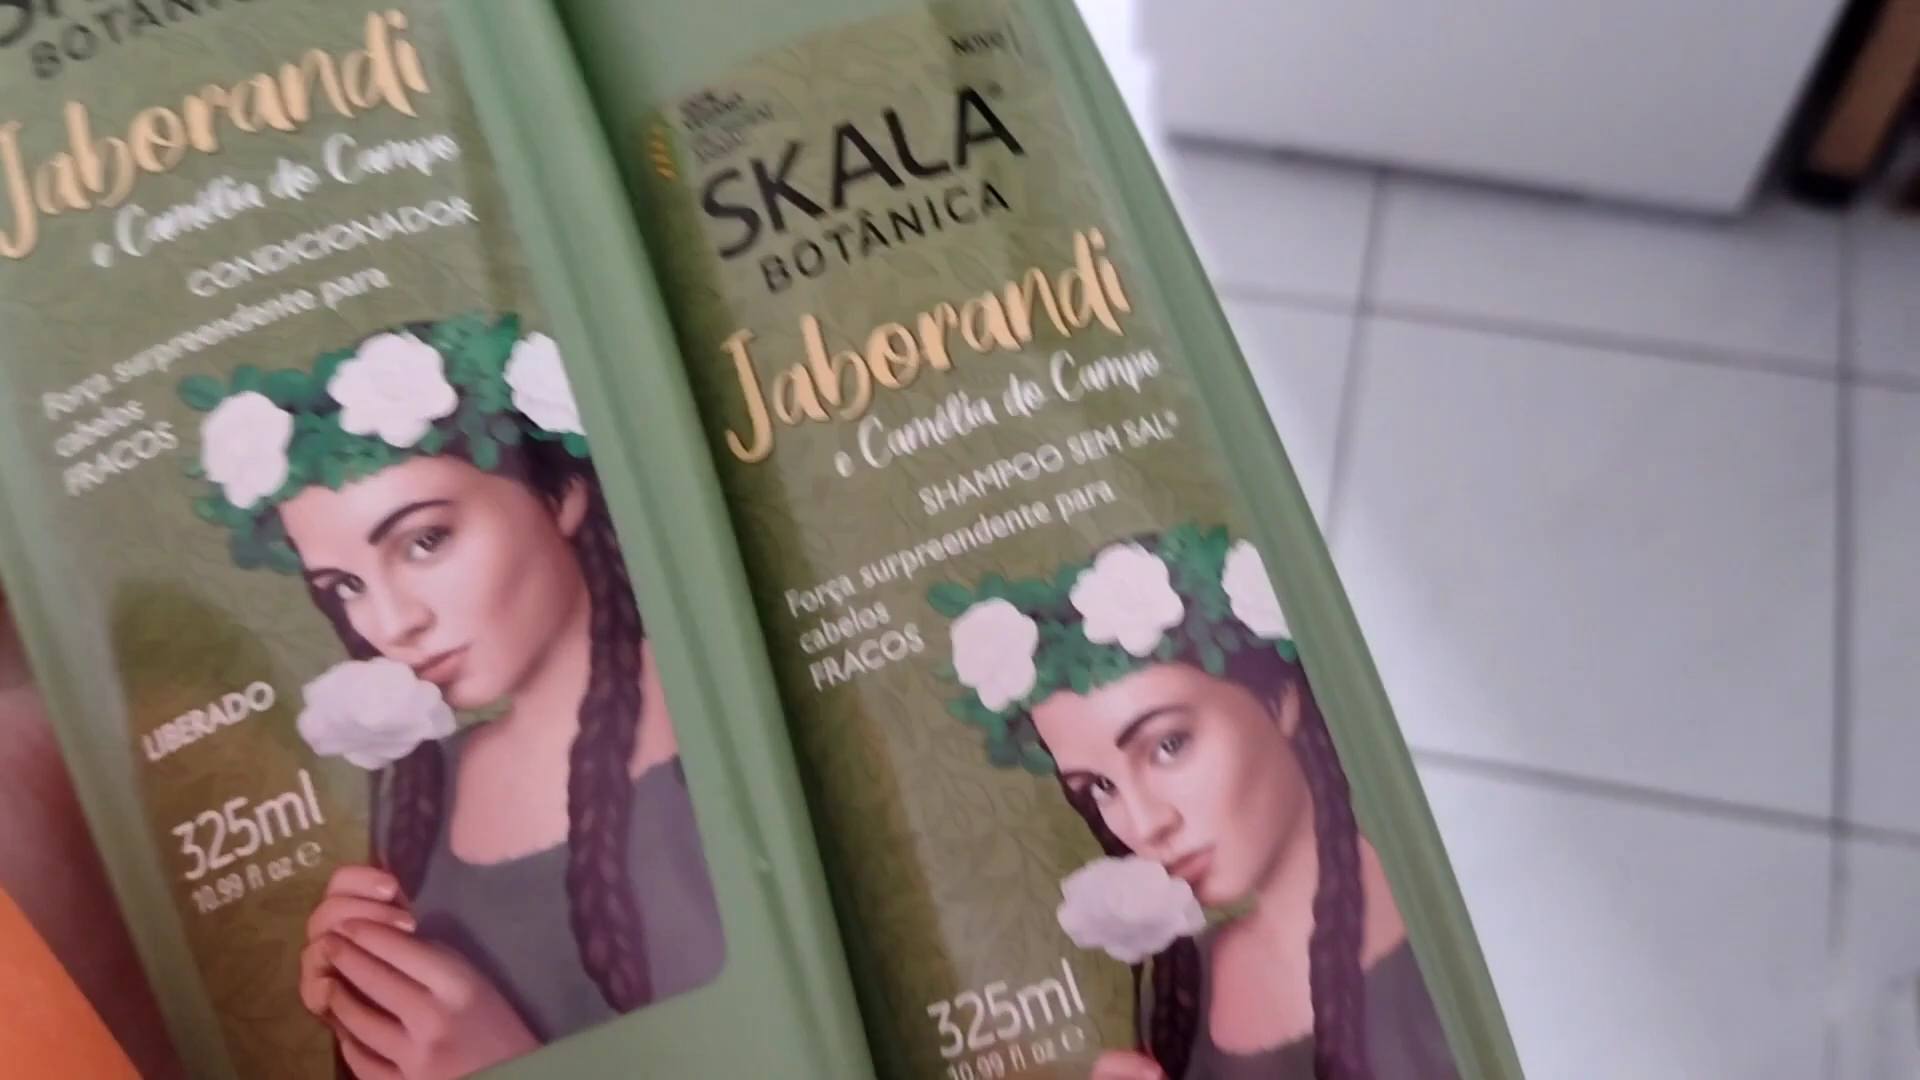 BOTÂNICA
Jaborandi
e Camélia do Campo
CONDICIONADOR
Força surpreendente para
cabelos
FRACOS
LIBERADO
325ml
10.99 fl oz ℮
NOVO
SKALA®
BOTÂNICA
Jaborandi
e Camélia do Campo
SHAMPOO SEM SAL*
Força surpreendente para
cabelos
FRACOS
325ml
10.99 fl oz ℮